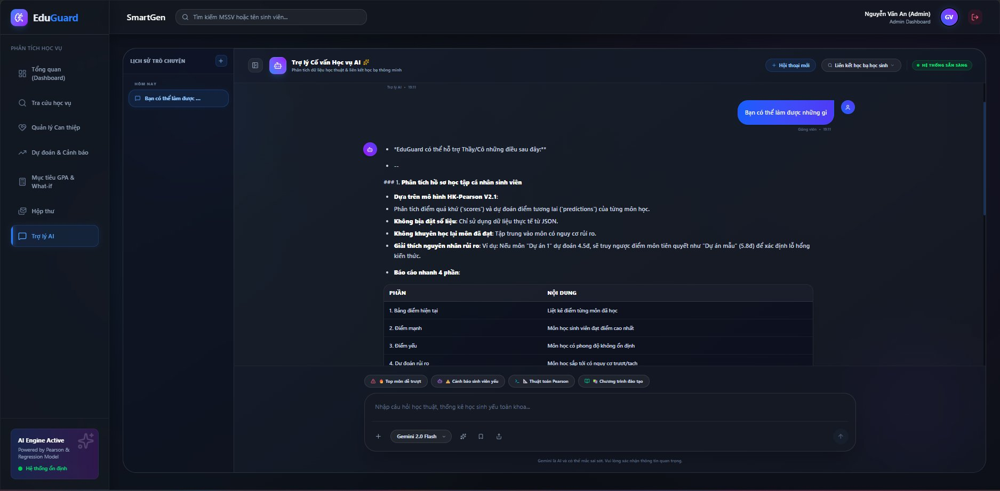 EduGuard
SmartGen
Tìm kiếm MSSV hoặc tên sinh viên...
Nguyễn Văn An (Admin)
Admin Dashboard
GV
PHÂN TÍCH HỌC VỤ
Tổng quan
(Dashboard)
Tra cứu học vụ
Quản lý Can thiệp
Dự đoán & Cảnh báo
Mục tiêu GPA &
What-if
Hộp thư
Trợ lý AI
AI Engine Active
Powered by Pearson &
Regression Model
Hệ thống ổn định
LỊCH SỬ TRÒ CHUYỆN
HÔM NAY
Bạn có thể làm được ...
Trợ lý Cố vấn Học vụ AI
Phân tích dữ liệu học thuật & liên kết học bạ thông minh
Hội thoại mới
Liên kết học bạ học sinh
HỆ THỐNG SẴN SÀNG
Trợ lý AI • 19:11
Bạn có thể làm được những gì
Giảng viên • 19:11
• *EduGuard có thể hỗ trợ Thầy/Cô những điều sau đây:**
• --
### 1. Phân tích hồ sơ học tập cá nhân sinh viên
• Dựa trên mô hình HK-Pearson V2.1:
• Phân tích điểm quá khứ (`scores`) và dự đoán điểm tương lai (`predictions`) của từng môn học.
• Không bịa đặt số liệu: Chỉ sử dụng dữ liệu thực tế từ JSON.
• Không khuyên học lại môn đã đạt: Tập trung vào môn có nguy cơ rủi ro.
• Giải thích nguyên nhân rủi ro: Ví dụ: Nếu môn "Dự án 1" dự đoán 4.5đ, sẽ truy ngược điểm môn tiên quyết như "Dự án mẫu" (5.8đ) để xác định lỗ hổng
kiến thức.
• Báo cáo nhanh 4 phần:
PHẦN NỘI DUNG
1. Bảng điểm hiện tại Liệt kê điểm từng môn đã học
2. Điểm mạnh Môn học sinh viên đạt điểm cao nhất
3. Điểm yếu Môn học có phong độ không ổn định
4. Dự đoán rủi ro Môn học sắp tới có nguy cơ trượt/tạch
Top môn dễ trượt
Cảnh báo sinh viên yếu
Thuật toán Pearson
Chương trình đào tạo
Nhập câu hỏi học thuật, thống kê học sinh yếu toàn khoa...
Gemini 2.0 Flash
Gemini là AI và có thể mắc sai sót. Vui lòng xác nhận thông tin quan trọng.